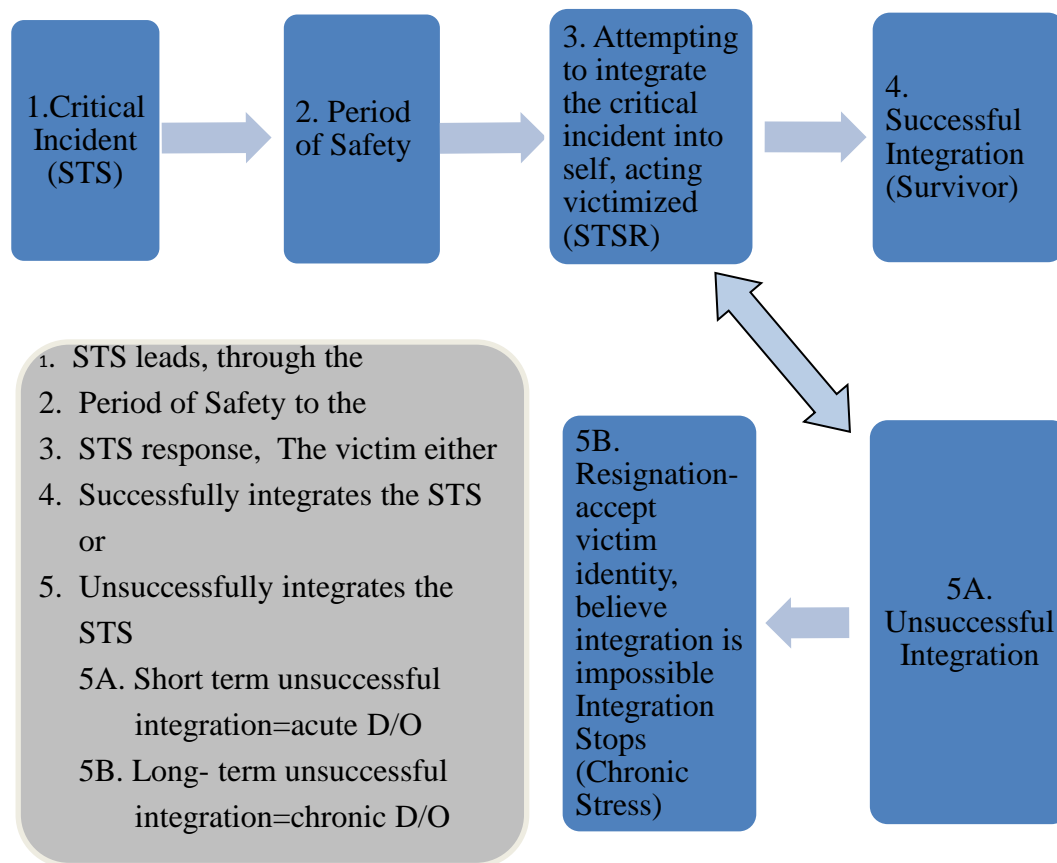 1.Critical
Incident
(STS)
2. Period
of Safety
3. Attempting
to integrate
the critical
incident into
self, acting
victimized
(STSR)
4.
Successful
Integration
(Survivor)
1. STS leads, through the
2. Period of Safety to the
3. STS response, The victim either
4. Successfully integrates the STS
or
5. Unsuccessfully integrates the
STS
5A. Short term unsuccessful
integration=acute D/O
5B. Long- term unsuccessful
integration=chronic D/O
5B.
Resignation-
accept
victim
identity,
believe
integration is
impossible
Integration
Stops
(Chronic
Stress)
5A.
Unsuccessful
Integration